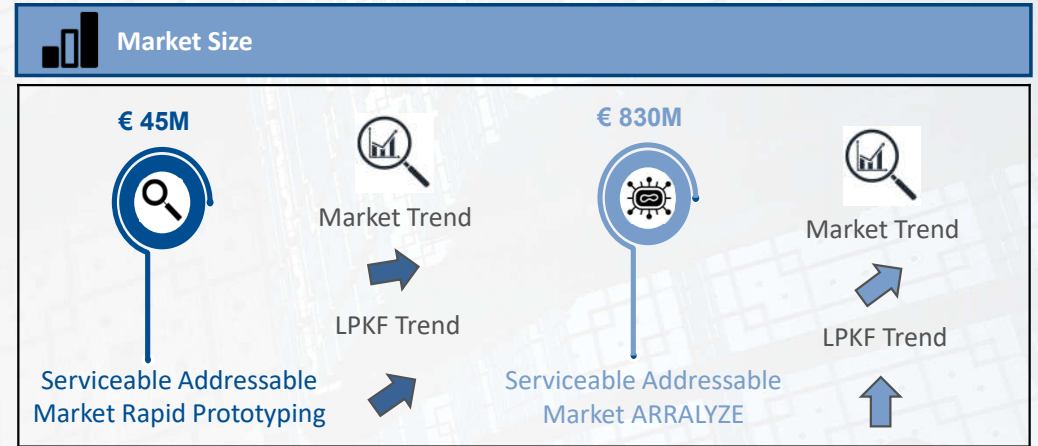 Market Size
€ 45M
Market Trend
LPKF Trend
Serviceable Addressable
Market Rapid Prototyping
€ 830M
Market Trend
LPKF Trend
Serviceable Addressable
Market ARRALYZE